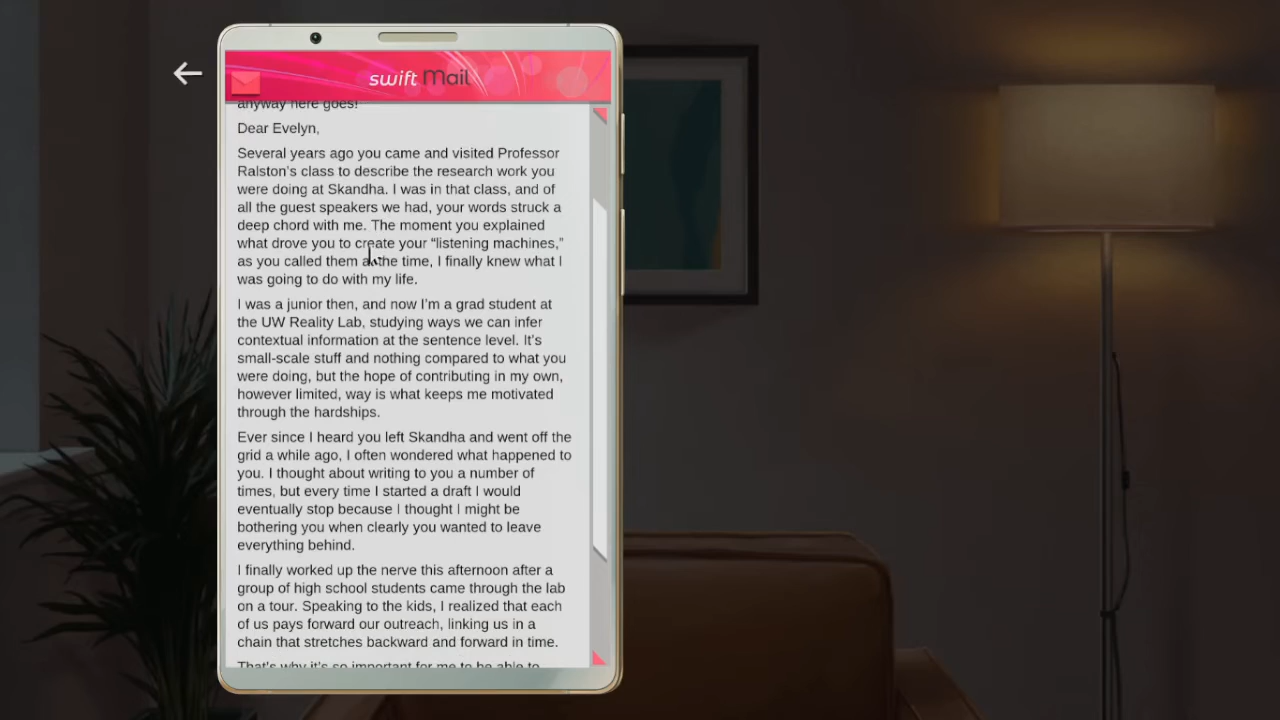 swift Mail
anyway here goes!
Dear Evelyn,
Several years ago you came and visited Professor
Ralston's class to describe the research work you
were doing at Skandha. I was in that class, and of
all the guest speakers we had, your words struck a
deep chord with me. The moment you explained
what drove you to create your “listening machines,”
as you called them at the time, I finally knew what I
was going to do with my life.
I was a junior then, and now I'm a grad student at
the UW Reality Lab, studying ways we can infer
contextual information at the sentence level. It's
small-scale stuff and nothing compared to what you
were doing, but the hope of contributing in my own,
however limited, way is what keeps me motivated
through the hardships.
Ever since I heard you left Skandha and went off the
grid a while ago, I often wondered what happened to
you. I thought about writing to you a number of
times, but every time I started a draft I would
eventually stop because I thought I might be
bothering you when clearly you wanted to leave
everything behind.
I finally worked up the nerve this afternoon after a
group of high school students came through the lab
on a tour. Speaking to the kids, I realized that each
of us pays forward our outreach, linking us in a
chain that stretches backward and forward in time.
That's why it's so important for me to be able to